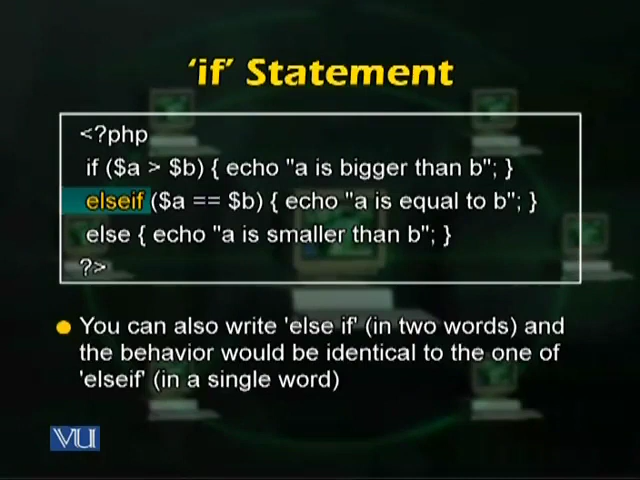 'if' Statement
<?php
if ($a > $b) { echo "a is bigger than b"; }
elseif ($a == $b) { echo "a is equal to b"; }
else { echo "a is smaller than b"; }
?>
You can also write 'else if' (in two words) and
the behavior would be identical to the one of
'elseif' (in a single word)
VU